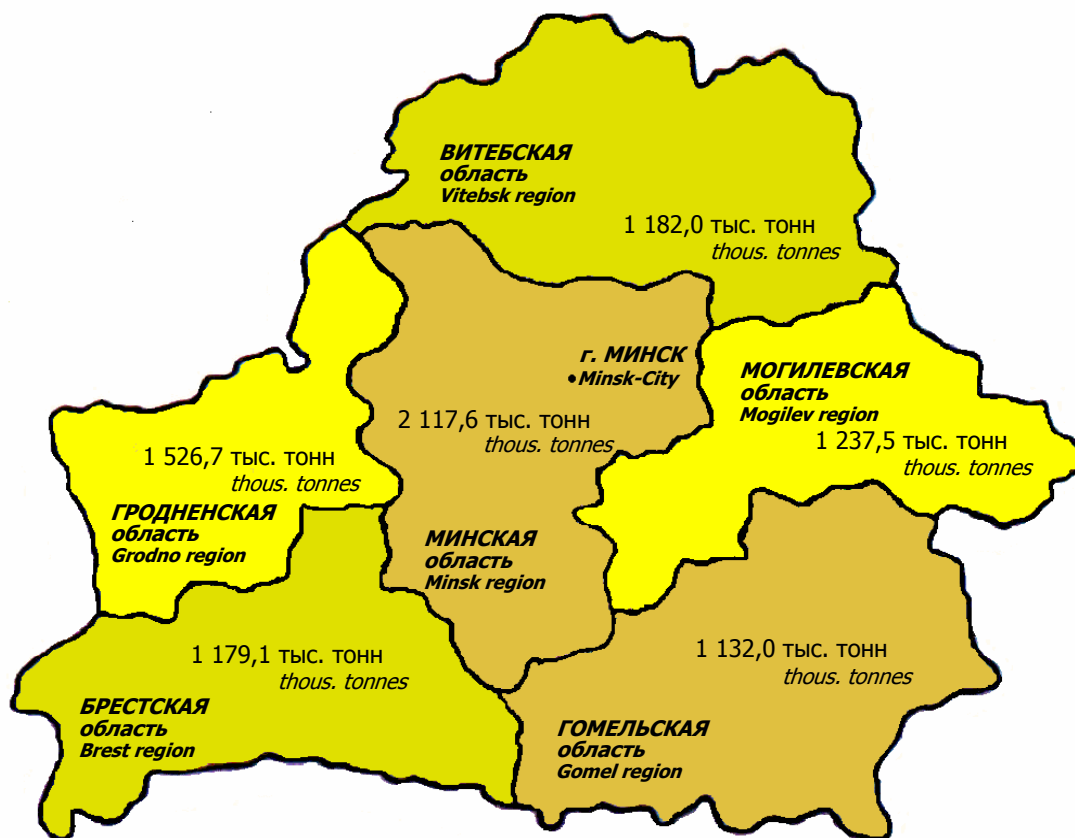 ВИТЕБСКАЯ
область
Vitebsk region
1 182,0 тыс. тонн
thous. tonnes
г. МИНСК
•Minsk-City
МОГИЛЕВСКАЯ
область
Mogilev region
2 117,6 тыс. тонн
thous. tonnes
1 237,5 тыс. тонн
thous. tonnes
1 526,7 тыс. тонн
thous. tonnes
ГРОДНЕНСКАЯ
область
Grodno region
МИНСКАЯ
область
Minsk region
1 179,1 тыс. тонн
thous. tonnes
1 132,0 тыс. тонн
thous. tonnes
БРЕСТСКАЯ
область
Brest region
ГОМЕЛЬСКАЯ
область
Gomel region